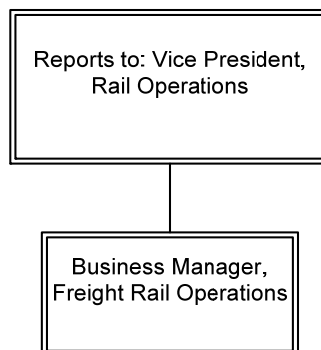 Reports to: Vice President,
Rail Operations
Business Manager,
Freight Rail Operations